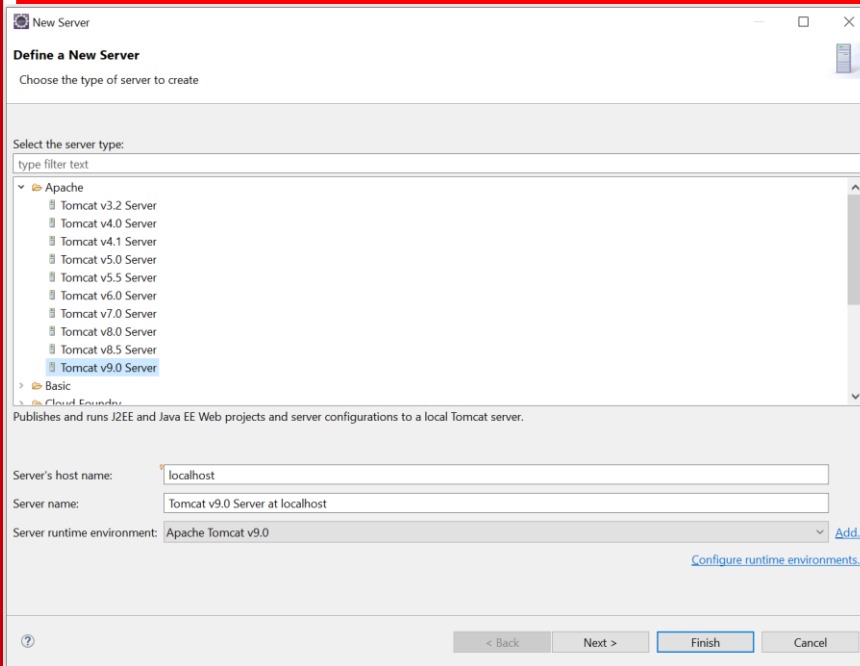 New Server
Define a New Server
Choose the type of server to create
Select the server type:
type filter text
Apache
Tomcat v3.2 Server
Tomcat v4.0 Server
Tomcat v4.1 Server
Tomcat v5.0 Server
Tomcat v5.5 Server
Tomcat v6.0 Server
Tomcat v7.0 Server
Tomcat v8.0 Server
Tomcat v8.5 Server
Tomcat v9.0 Server
Basic
Cloud Foundry
Publishes and runs J2EE and Java EE Web projects and server configurations to a local Tomcat server.
Server's host name: localhost
Server name: Tomcat v9.0 Server at localhost
Server runtime environment: Apache Tomcat v9.0 Add.
Configure runtime environments.
? < Back Next > Finish Cancel